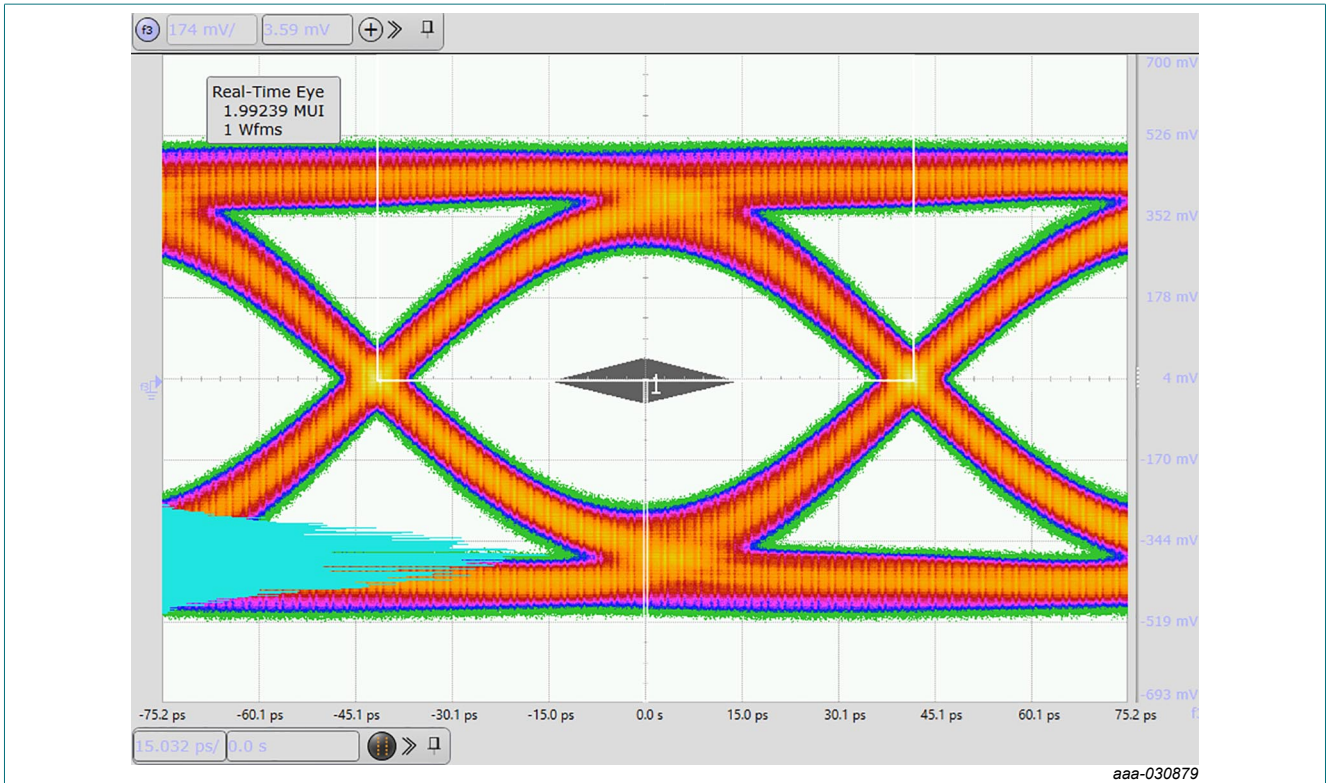 f3 174 mV/ 3.59 mV
700 mV
Real-Time Eye
1.99239 MUI
1 Wfms
526 mV
352 mV
178 mV
4 mV
1
-170 mV
-344 mV
-519 mV
-693 mV
-75.2 ps -60.1 ps -45.1 ps -30.1 ps -15.0 ps 0.0 s 15.0 ps 30.1 ps 45.1 ps 60.1 ps 75.2 ps
15.032 ps/ 0.0 s
aaa-030879